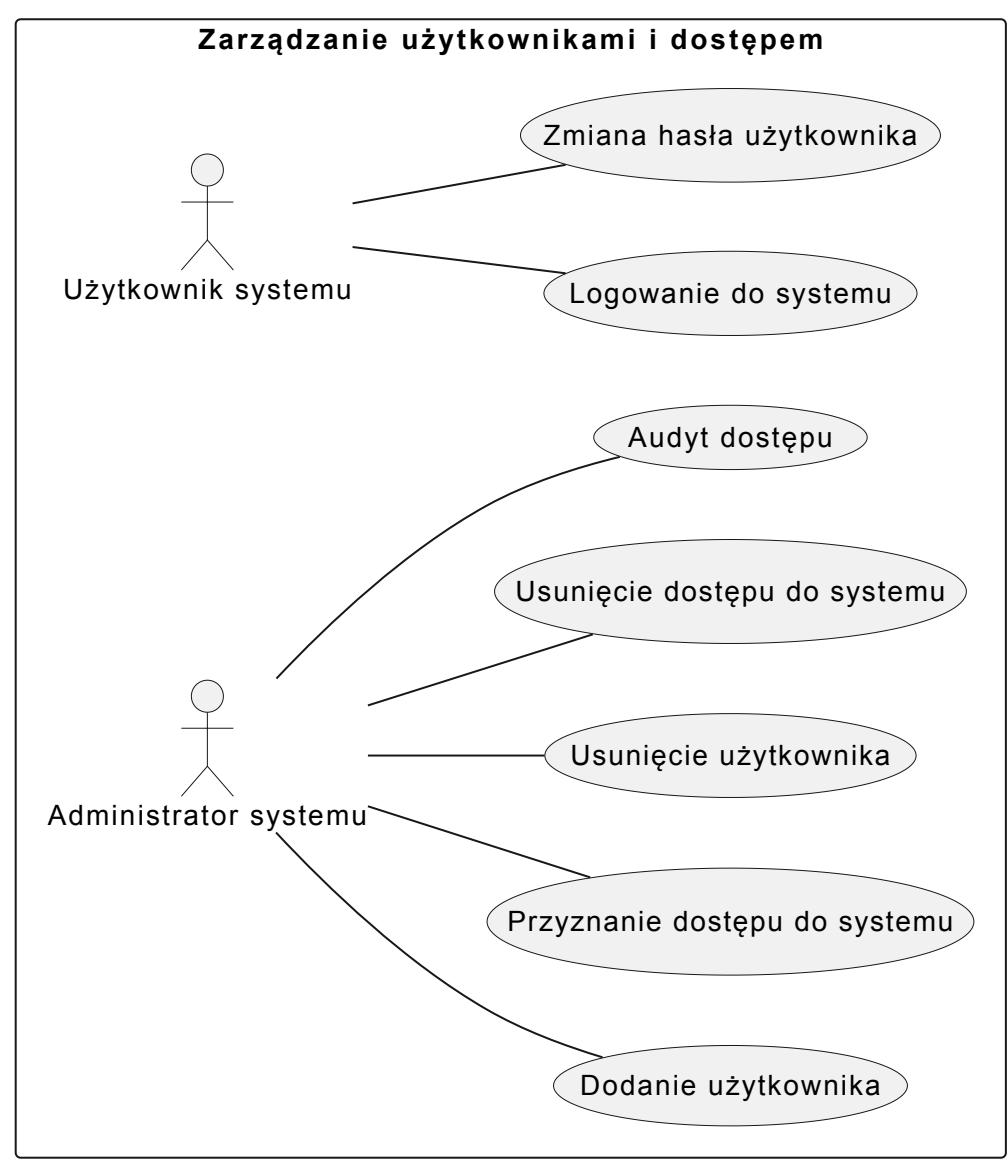 Zarządzanie użytkownikami i dostępem
Zmiana hasła użytkownika
Użytkownik systemu
Logowanie do systemu
Audyt dostępu
Usunięcie dostępu do systemu
Usunięcie użytkownika
Administrator systemu
Przyznanie dostępu do systemu
Dodanie użytkownika